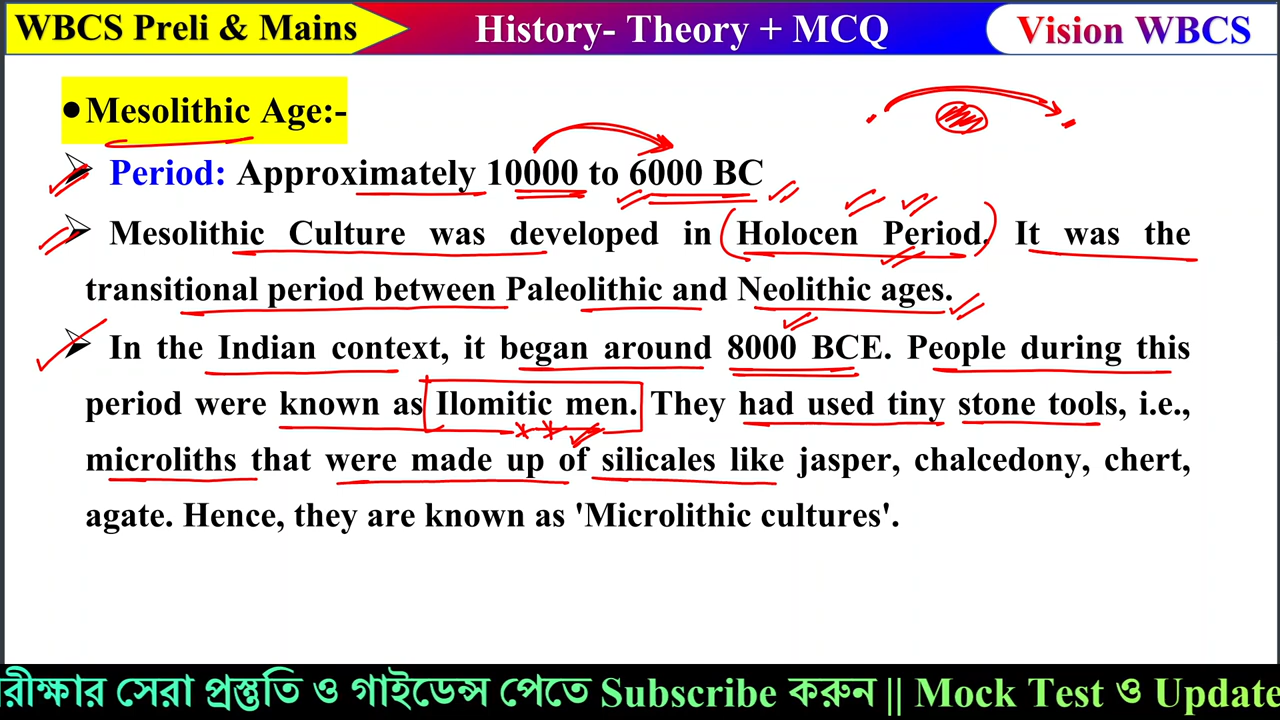 WBCS Preli & Mains
History- Theory + MCQ
Vision WBCS
•Mesolithic Age:-
➢ Period: Approximately 10000 to 6000 BC
➢ Mesolithic Culture was developed in Holocen Period. It was the
transitional period between Paleolithic and Neolithic ages.
➢ In the Indian context, it began around 8000 BCE. People during this
period were known as Ilomitic men. They had used tiny stone tools, i.e.,
microliths that were made up of silicales like jasper, chalcedony, chert,
agate. Hence, they are known as 'Microlithic cultures'.
রীক্ষার সেরা প্রস্তুতি ও গাইডেন্স পেতে Subscribe করুন || Mock Test ও Update